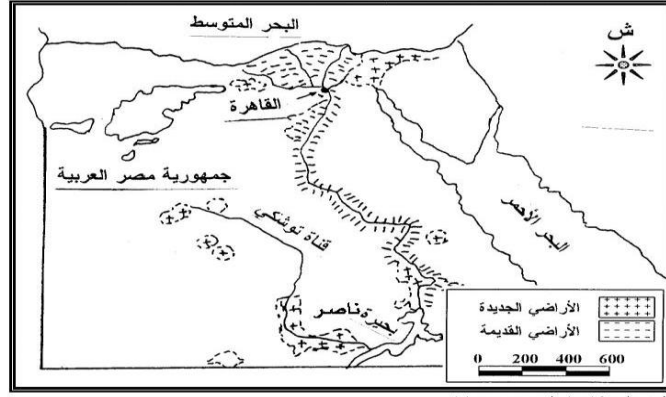 البحر المتوسط
ش
القاهرة
جمهورية مصر العربية
البحر الأحمر
قناة توشكي
بحيرة ناصر
الأراضي الجديدة
الأراضي القديمة
0 200 400 600